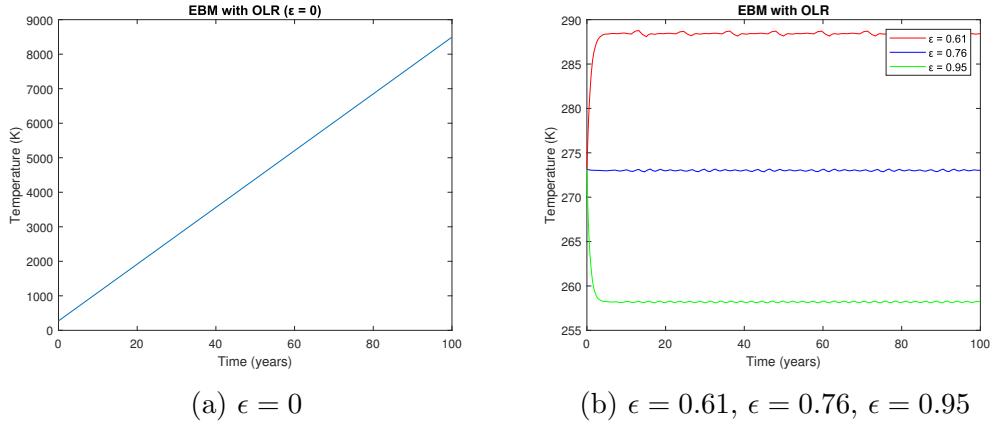 EBM with OLR (ε = 0)
9000
8000
7000
6000
5000
4000
3000
2000
1000
0
Temperature (K)
0 20 40 60 80 100
Time (years)
(a) ϵ = 0
EBM with OLR
290
285
280
275
270
265
260
255
Temperature (K)
ε = 0.61
ε = 0.76
ε = 0.95
0 20 40 60 80 100
Time (years)
(b) ϵ = 0.61, ϵ = 0.76, ϵ = 0.95